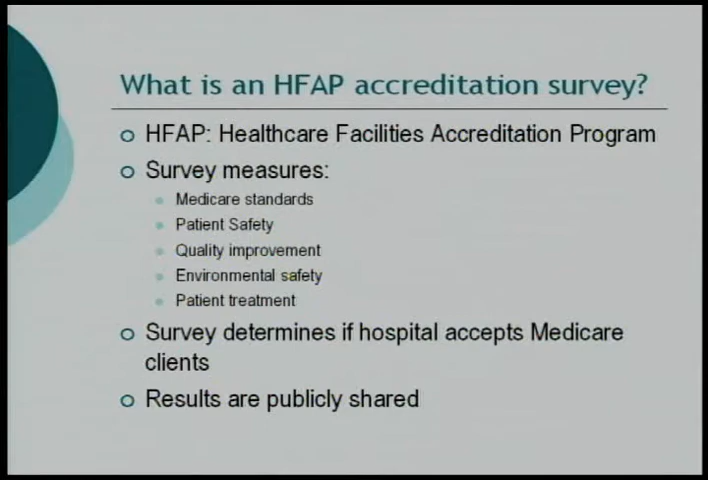 What is an HFAP accreditation survey?
HFAP: Healthcare Facilities Accreditation Program
Survey measures:
Medicare standards
Patient Safety
Quality improvement
Environmental safety
Patient treatment
Survey determines if hospital accepts Medicare
clients
Results are publicly shared